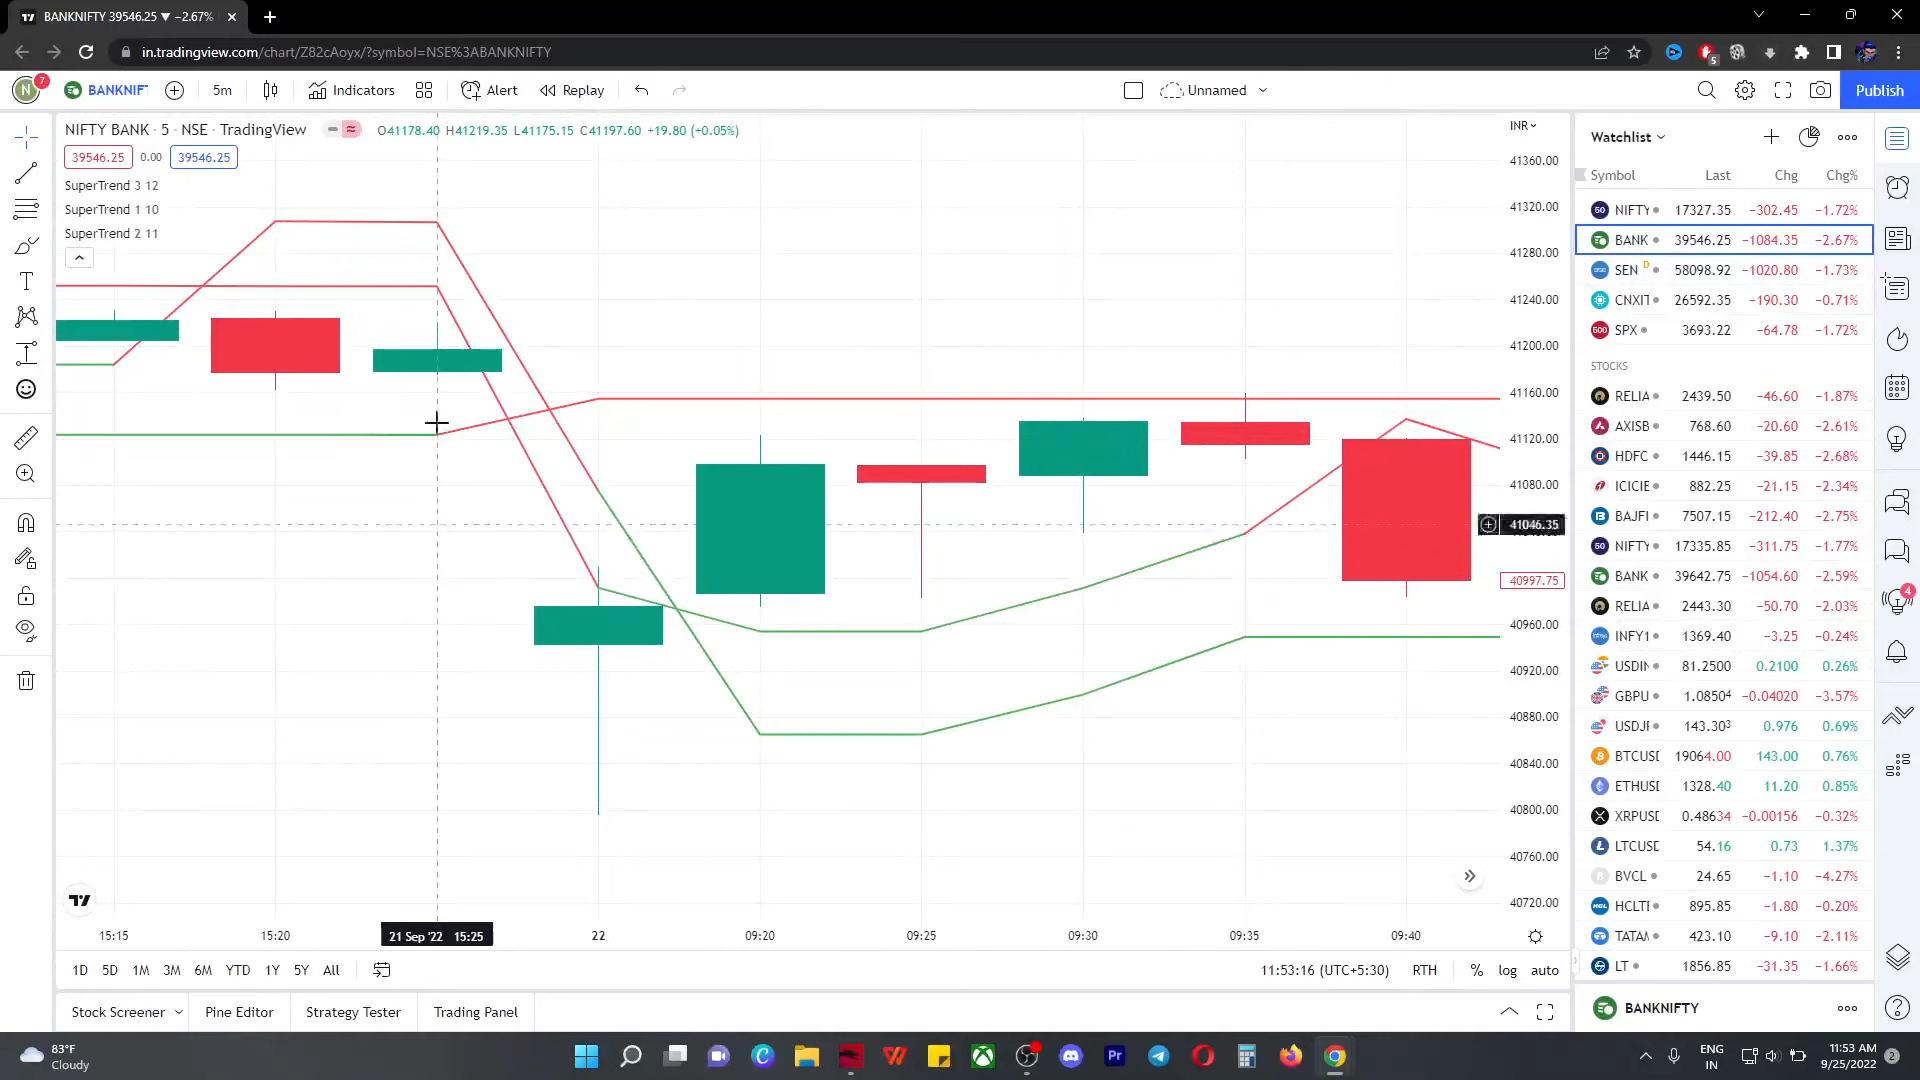 BANKNIFTY 39546.25 ▼ −2.67%
in.tradingview.com/chart/Z82cAoyx/?symbol=NSE%3ABANKNIFTY
5
N 7 BANKNIF 5m Indicators Alert Replay Unnamed Publish
NIFTY BANK · 5 · NSE · TradingView O41178.40 H41219.35 L41175.15 C41197.60 +19.80 (+0.05%)
39546.25 0.00 39546.25
SuperTrend 3 12
SuperTrend 1 10
SuperTrend 2 11
INR
41360.00
41320.00
41280.00
41240.00
41200.00
41160.00
41120.00
41080.00
41046.35
40997.75
40960.00
40920.00
40880.00
40840.00
40800.00
40760.00
40720.00
15:15 15:20 21 Sep '22 15:25 22 09:20 09:25 09:30 09:35 09:40
1D 5D 1M 3M 6M YTD 1Y 5Y All 11:53:16 (UTC+5:30) RTH % log auto
Stock Screener Pine Editor Strategy Tester Trading Panel
Watchlist
Symbol Last Chg Chg%
50 NIFTY 17327.35 −302.45 −1.72%
BANK 39546.25 −1084.35 −2.67%
SEN D 58098.92 −1020.80 −1.73%
CNXIT 26592.35 −190.30 −0.71%
500 SPX 3693.22 −64.78 −1.72%
STOCKS
RELIA 2439.50 −46.60 −1.87%
AXISB 768.60 −20.60 −2.61%
HDFC 1446.15 −39.85 −2.68%
ICICIE 882.25 −21.15 −2.34%
BAJFI 7507.15 −212.40 −2.75%
50 NIFTY 17335.85 −311.75 −1.77%
BANK 39642.75 −1054.60 −2.59%
RELIA 2443.30 −50.70 −2.03%
INFY1 1369.40 −3.25 −0.24%
USDIN 81.2500 0.2100 0.26%
GBPU 1.08504 −0.04020 −3.57%
USDJF 143.303 0.976 0.69%
BTCUSD 19064.00 143.00 0.76%
ETHUSD 1328.40 11.20 0.85%
XRPUSD 0.48634 −0.00156 −0.32%
LTCUSD 54.16 0.73 1.37%
BVCL 24.65 −1.10 −4.27%
HCLTI 895.85 −1.80 −0.20%
TATAM 423.10 −9.10 −2.11%
LT 1856.85 −31.35 −1.66%
BANKNIFTY
4
83°F
Cloudy
Pr
ENG
IN
11:53 AM
9/25/2022
2